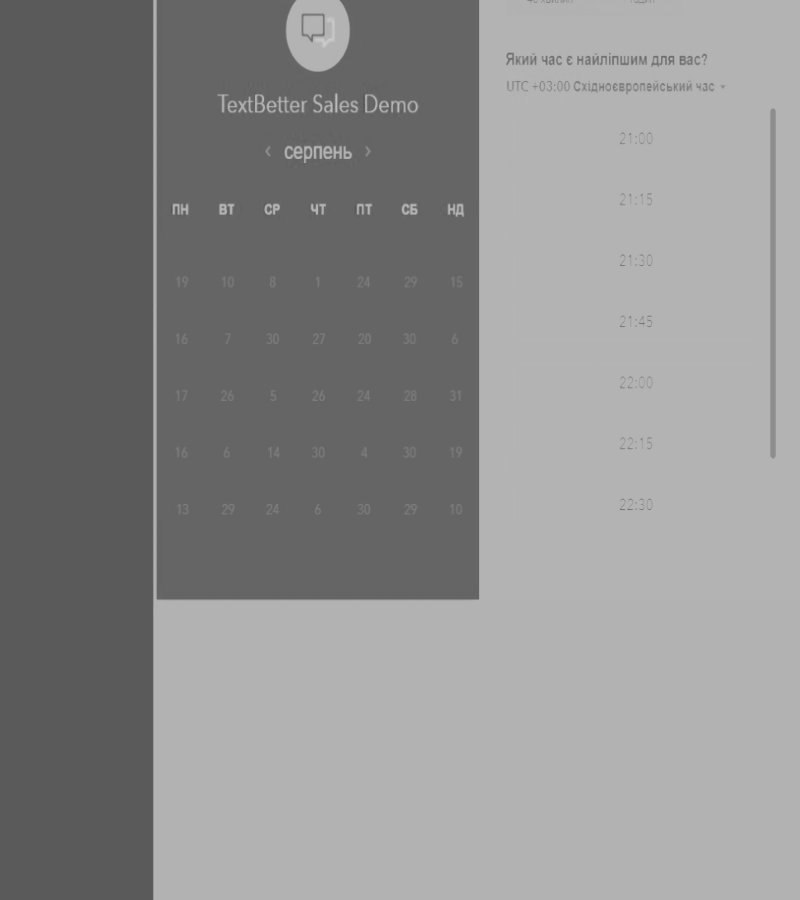 TextBetter Sales Demo
‹ серпень ›
ПН ВТ СР ЧТ ПТ СБ НД
19 10 8 1 24 29 15
16 7 30 27 20 30 6
17 26 5 26 24 28 31
16 6 14 30 4 30 19
13 29 24 6 30 29 10
Який час є найліпшим для вас?
UTC +03:00 Східноєвропейський час
21:00
21:15
21:30
21:45
22:00
22:15
22:30